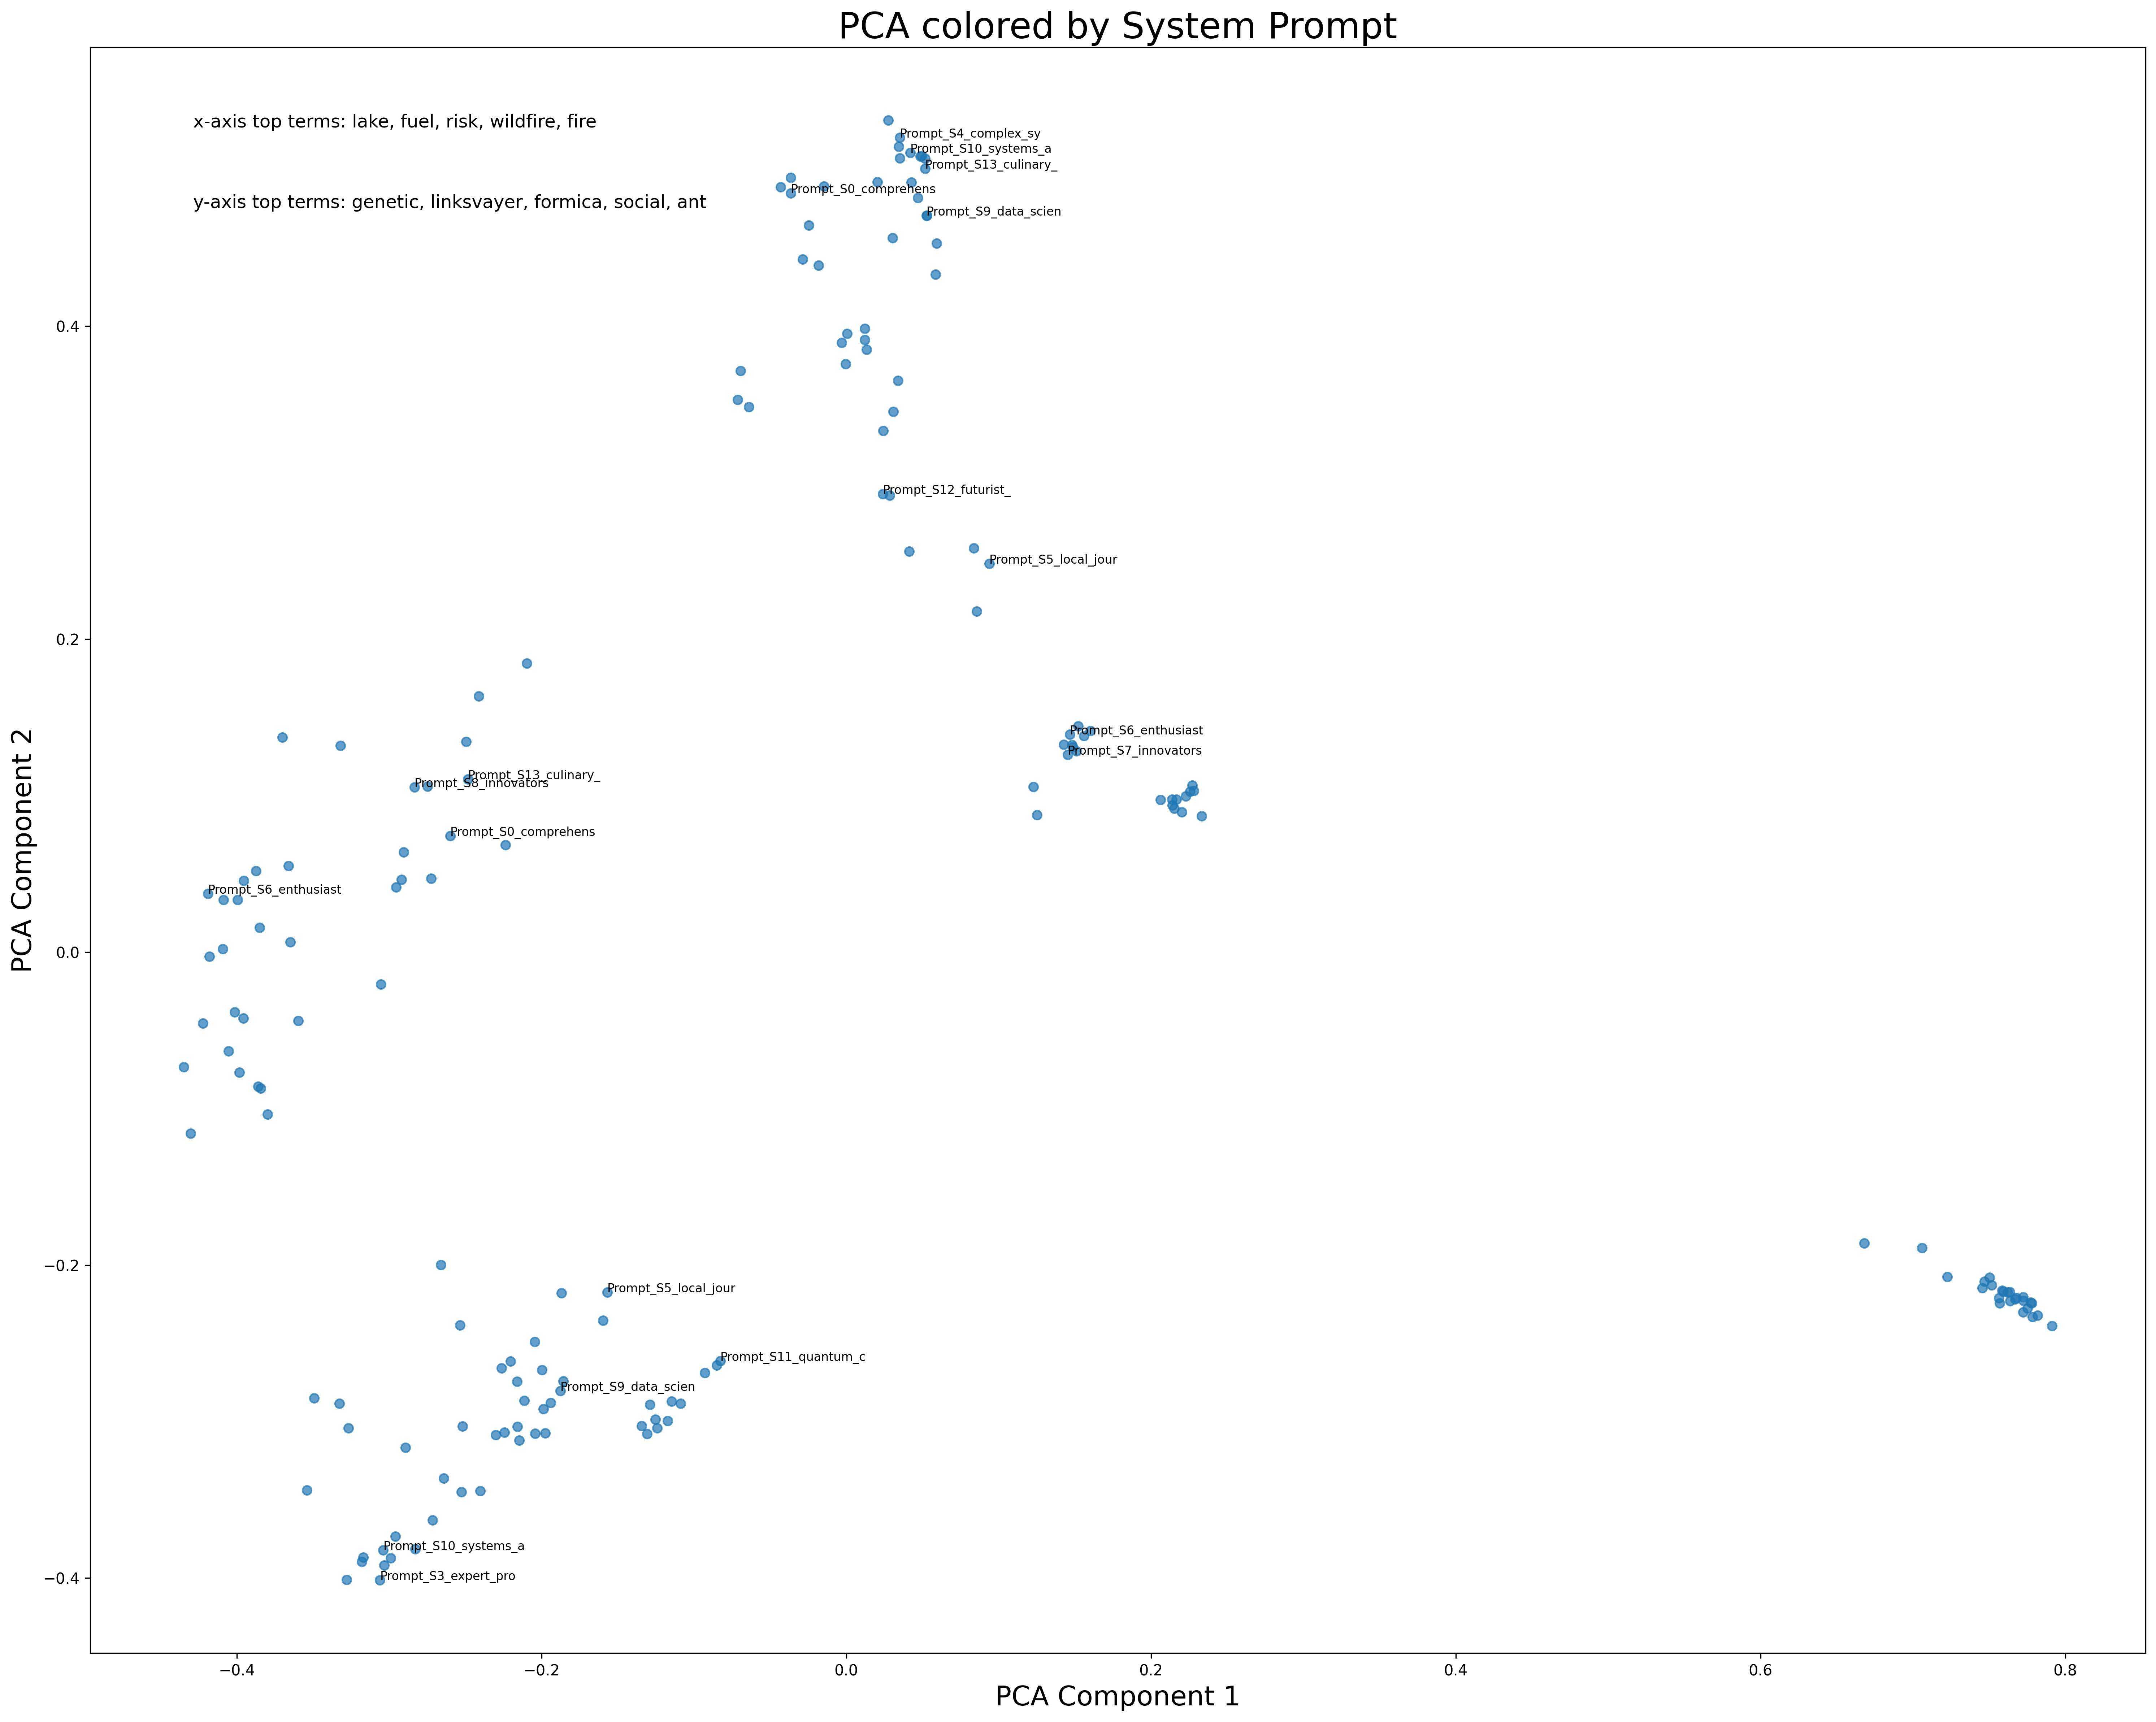 PCA colored by System Prompt
x-axis top terms: lake, fuel, risk, wildfire, fire
y-axis top terms: genetic, linksvayer, formica, social, ant
Prompt_S4_complex_sy
Prompt_S10_systems_a
Prompt_S13_culinary_
Prompt_S0_comprehens
Prompt_S9_data_scien
Prompt_S12_futurist_
Prompt_S5_local_jour
Prompt_S6_enthusiast
Prompt_S7_innovators
Prompt_S13_culinary_
Prompt_S8_innovators
Prompt_S0_comprehens
Prompt_S6_enthusiast
Prompt_S5_local_jour
Prompt_S11_quantum_c
Prompt_S9_data_scien
Prompt_S10_systems_a
Prompt_S3_expert_pro
0.4
0.2
0.0
−0.2
−0.4
PCA Component 2
−0.4
−0.2
0.0
0.2
0.4
0.6
0.8
PCA Component 1